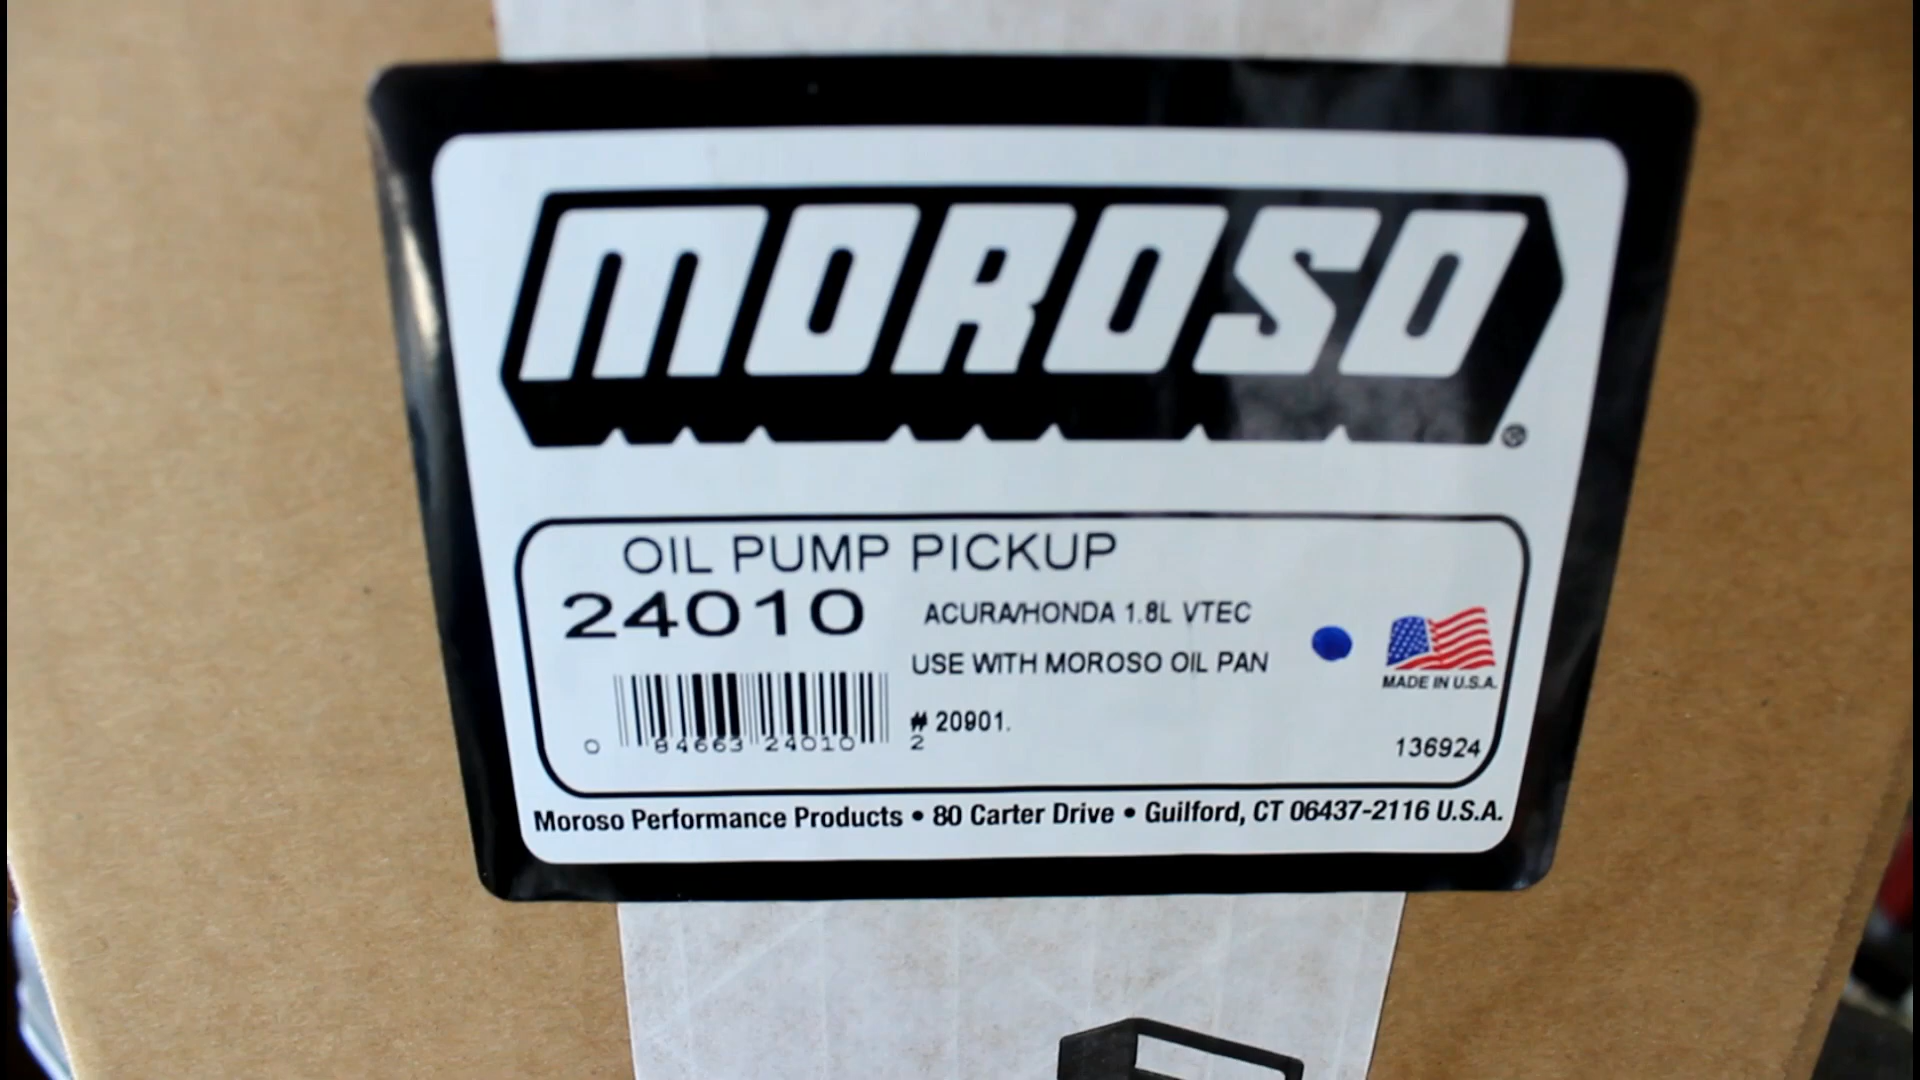 MOROSO®
OIL PUMP PICKUP
24010
ACURA/HONDA 1.8L VTEC
USE WITH MOROSO OIL PAN
# 20901.
0 84663 24010 2
MADE IN U.S.A.
136924
Moroso Performance Products • 80 Carter Drive • Guilford, CT 06437-2116 U.S.A.